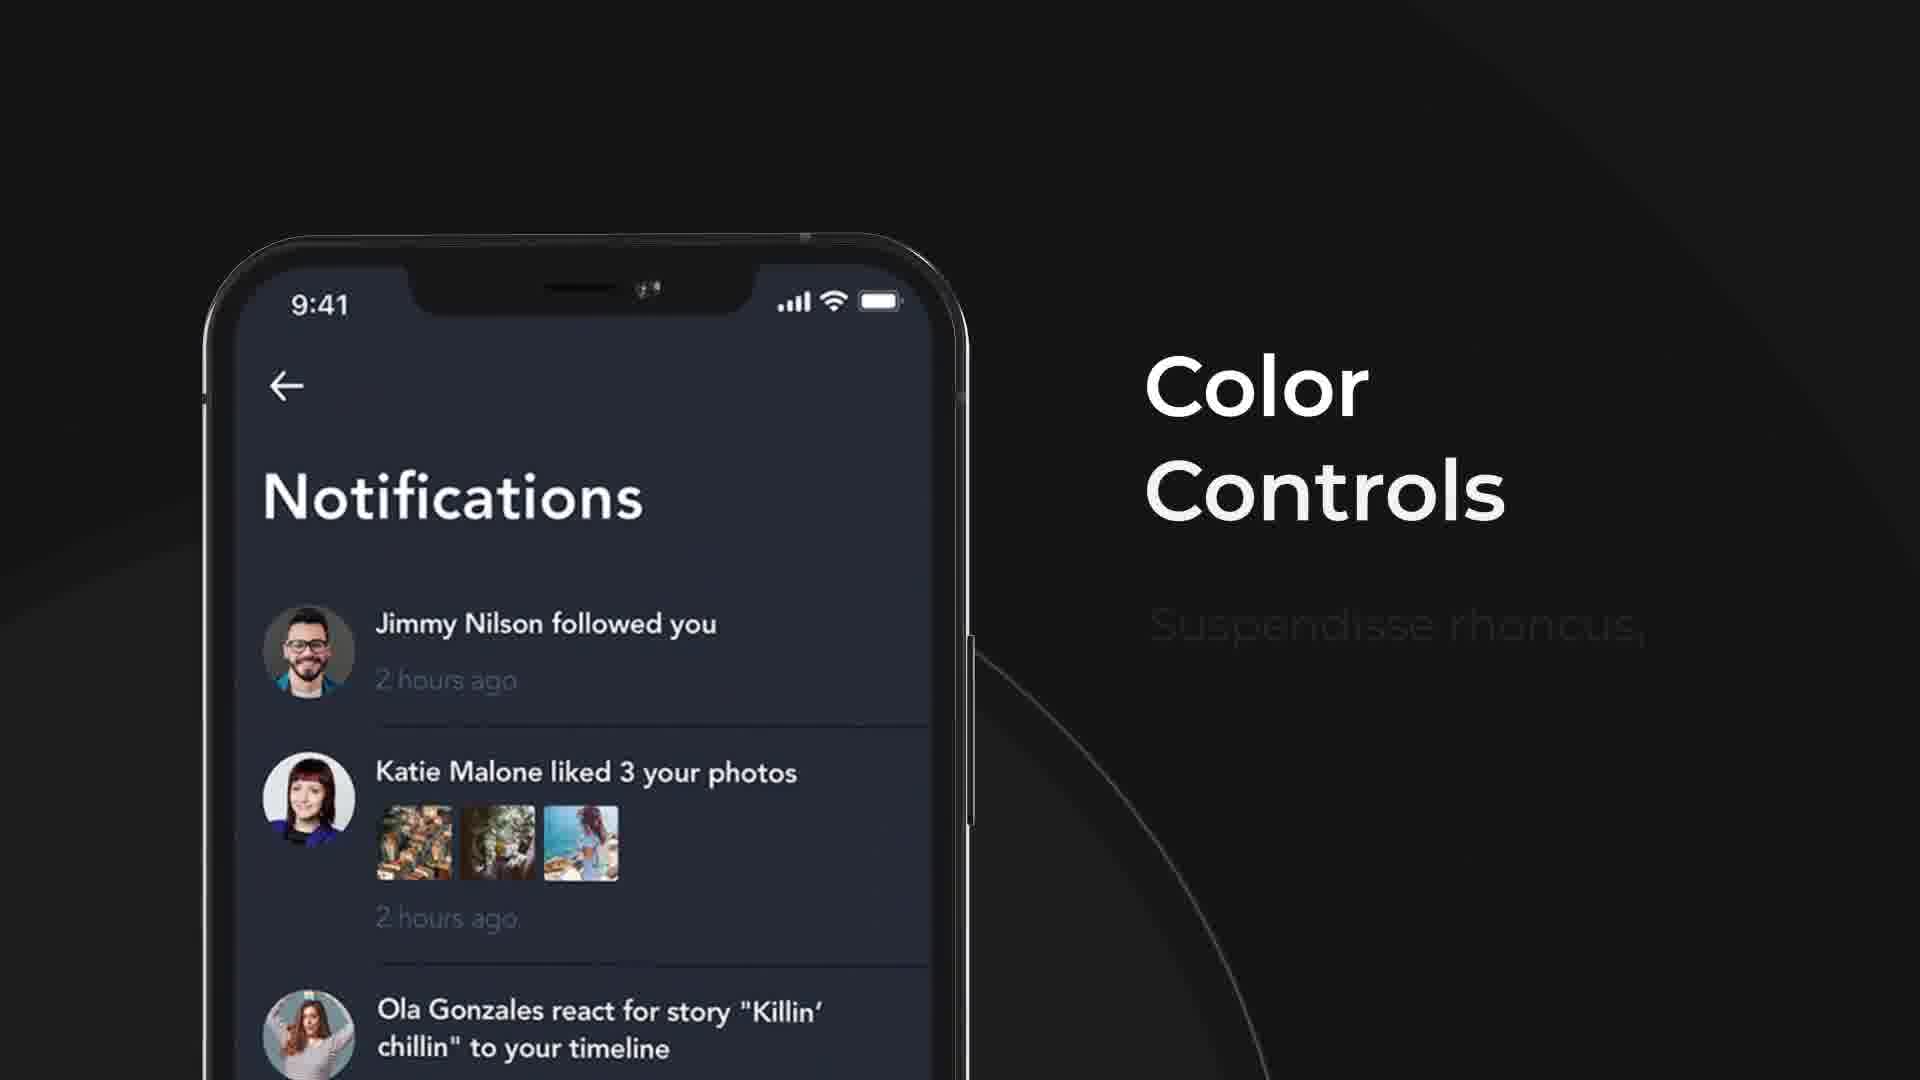 9:41
Notifications
Jimmy Nilson followed you
2 hours ago
Katie Malone liked 3 your photos
2 hours ago
Ola Gonzales react for story "Killin’
chillin" to your timeline
Color
Controls
Suspendisse rhoncus,